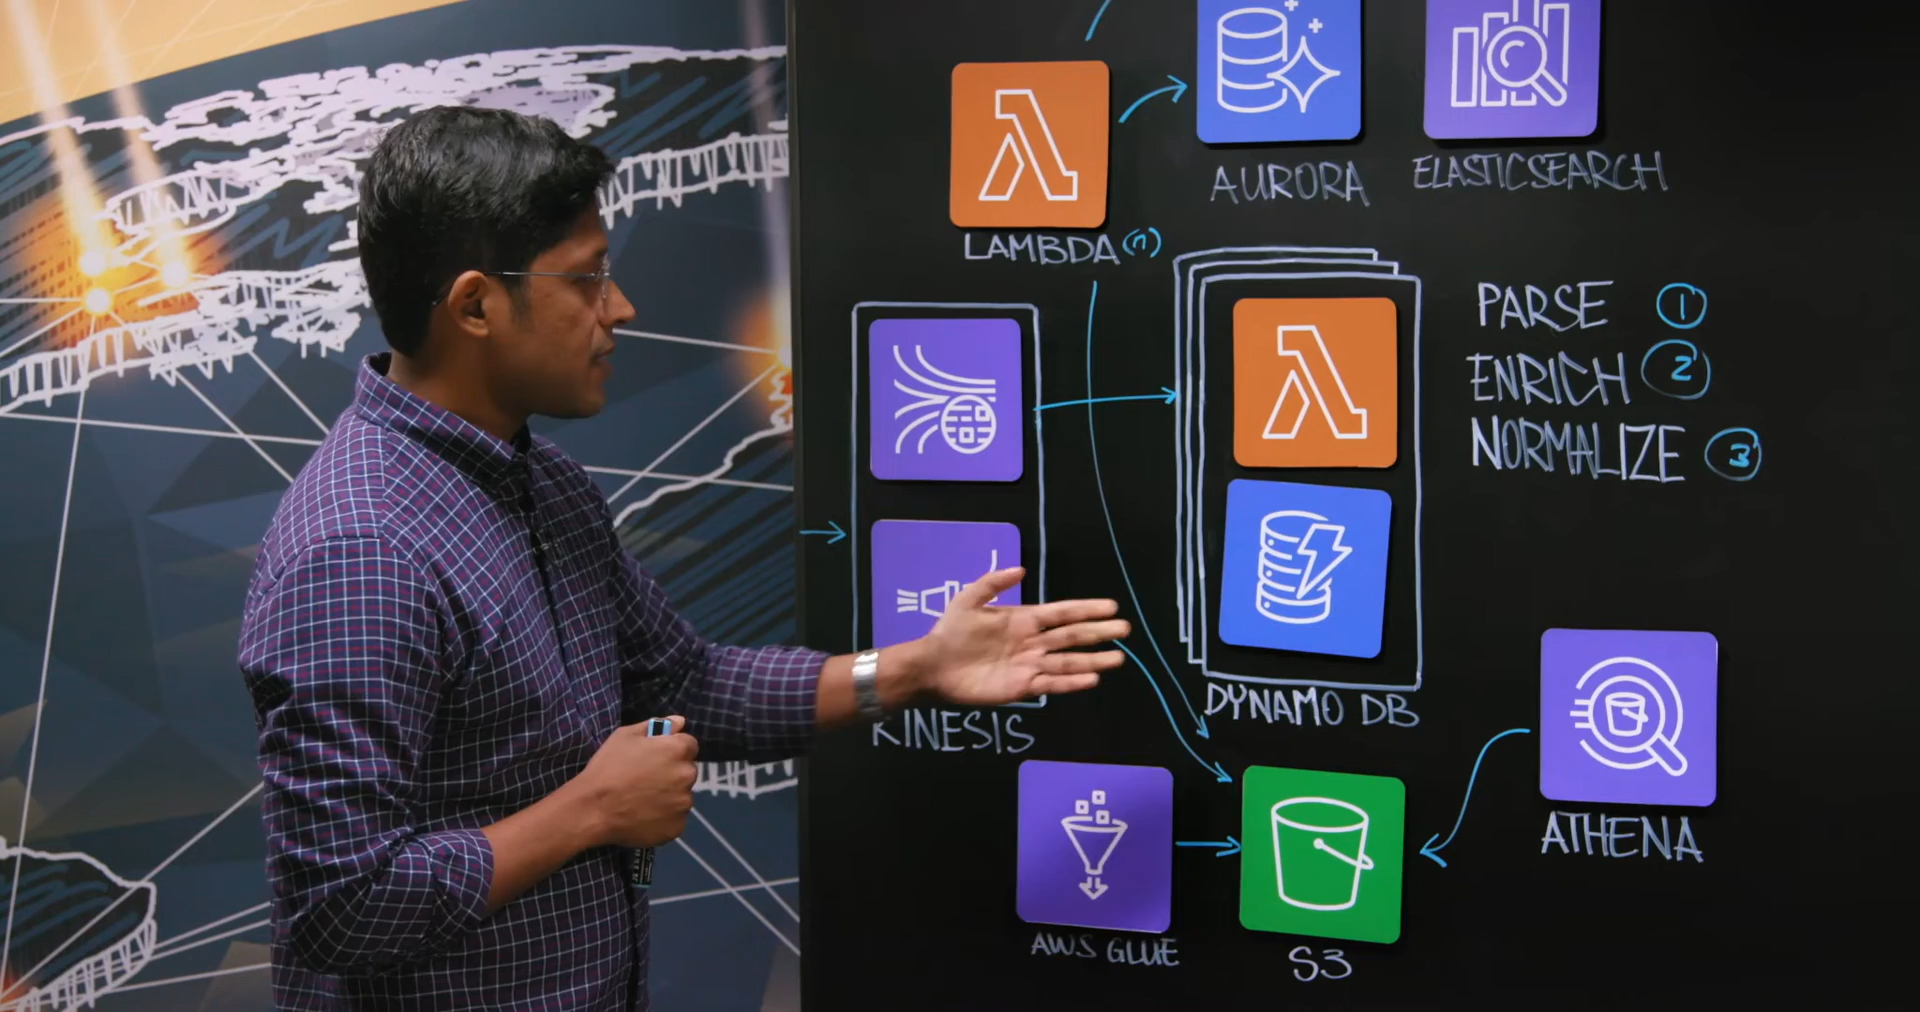 AURORA
ELASTICSEARCH
LAMBDA (n)
PARSE 1
ENRICH 2
NORMALIZE 3
DYNAMO DB
KINESIS
ATHENA
AWS GLUE
S3